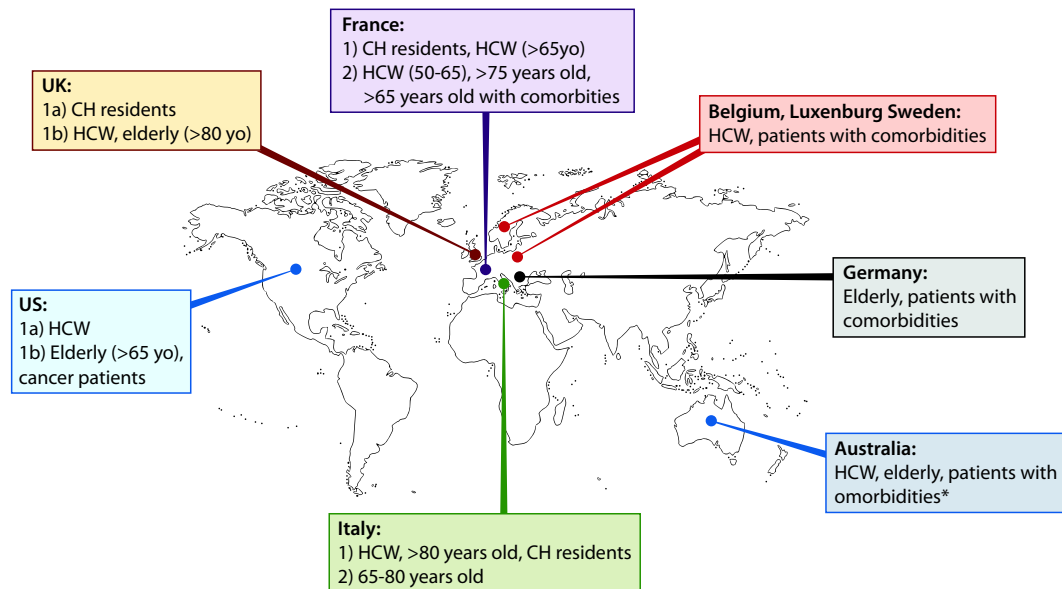 France:
1) CH residents, HCW (>65yo)
2) HCW (50-65), >75 years old,
>65 years old with comorbities
UK:
1a) CH residents
1b) HCW, elderly (>80 yo)
Belgium, Luxenburg Sweden:
HCW, patients with comorbidities
Germany:
Elderly, patients with
comorbidities
US:
1a) HCW
1b) Elderly (>65 yo),
cancer patients
Australia:
HCW, elderly, patients with
omorbidities*
Italy:
1) HCW, >80 years old, CH residents
2) 65-80 years old